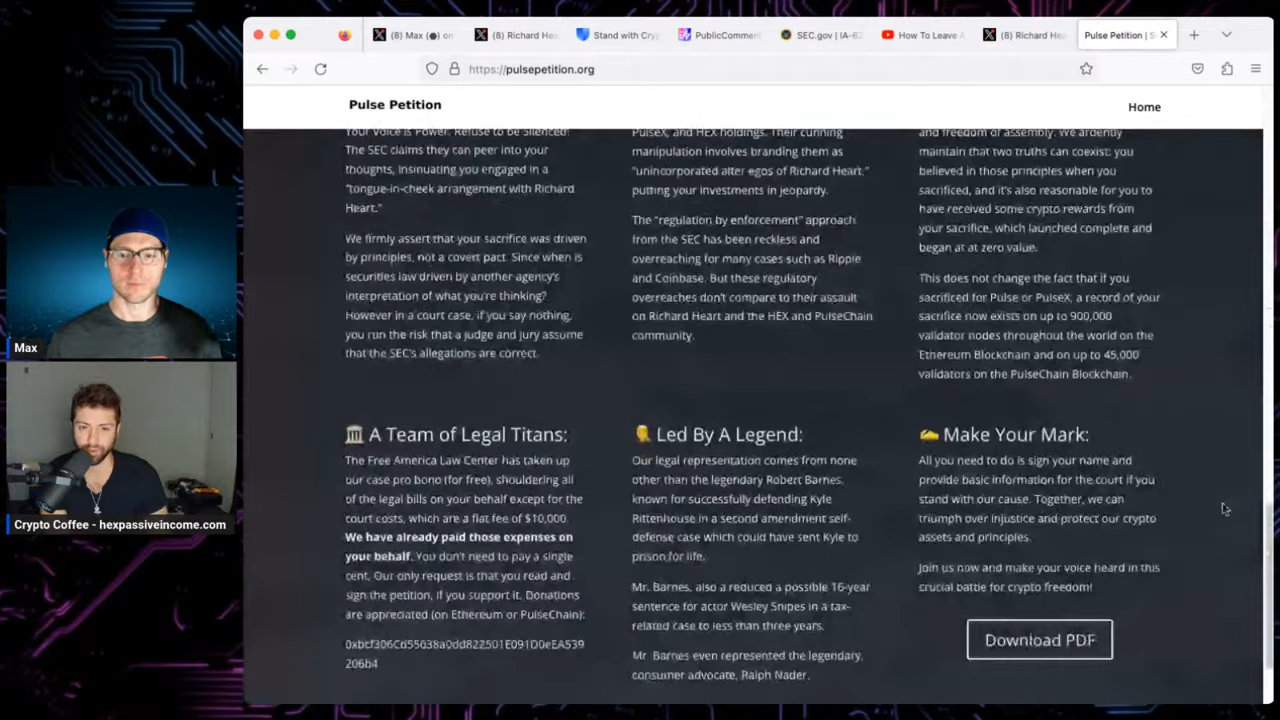 (8) Max (●) on
(8) Richard Hea
Stand with Cryp
PublicComment
SEC.gov | IA-63
How To Leave A
(8) Richard Hea
Pulse Petition | S
https://pulsepetition.org
Pulse Petition
Home
Your Voice is Power. Refuse to be Silenced!
The SEC claims they can peer into your
thoughts, insinuating you engaged in a
"tongue-in-cheek arrangement with Richard
Heart."
We firmly assert that your sacrifice was driven
by principles, not a covert pact. Since when is
securities law driven by another agency's
interpretation of what you're thinking?
However in a court case, if you say nothing,
you run the risk that a judge and jury assume
that the SEC's allegations are correct.
PulseX, and HEX holdings. Their cunning
manipulation involves branding them as
"unincorporated alter egos of Richard Heart,"
putting your investments in jeopardy.
The "regulation by enforcement" approach
from the SEC has been reckless and
overreaching for many cases such as Ripple
and Coinbase. But these regulatory
overreaches don't compare to their assault
on Richard Heart and the HEX and PulseChain
community.
and freedom of assembly. We ardently
maintain that two truths can coexist: you
believed in those principles when you
sacrificed, and it's also reasonable for you to
have received some crypto rewards from
your sacrifice, which launched complete and
began at at zero value.
This does not change the fact that if you
sacrificed for Pulse or PulseX, a record of your
sacrifice now exists on up to 900,000
validator nodes throughout the world on the
Ethereum Blockchain and on up to 45,000
validators on the PulseChain Blockchain.
A Team of Legal Titans:
The Free America Law Center has taken up
our case pro bono (for free), shouldering all
of the legal bills on your behalf except for the
court costs, which are a flat fee of $10,000.
We have already paid those expenses on
your behalf. You don't need to pay a single
cent. Our only request is that you read and
sign the petition, if you support it. Donations
are appreciated (on Ethereum or PulseChain):
206b4
Led By A Legend:
Our legal representation comes from none
other than the legendary Robert Barnes,
known for successfully defending Kyle
Rittenhouse in a second amendment self-
defense case which could have sent Kyle to
prison for life.
Mr. Barnes, also a reduced a possible 16-year
sentence for actor Wesley Snipes in a tax-
related case to less than three years.
Mr. Barnes even represented the legendary,
consumer advocate, Ralph Nader.
Make Your Mark:
All you need to do is sign your name and
provide basic information for the court if you
stand with our cause. Together, we can
triumph over injustice and protect our crypto
assets and principles.
Join us now and make your voice heard in this
crucial battle for crypto freedom!
Download PDF
Max
Crypto Coffee - hexpassiveincome.com